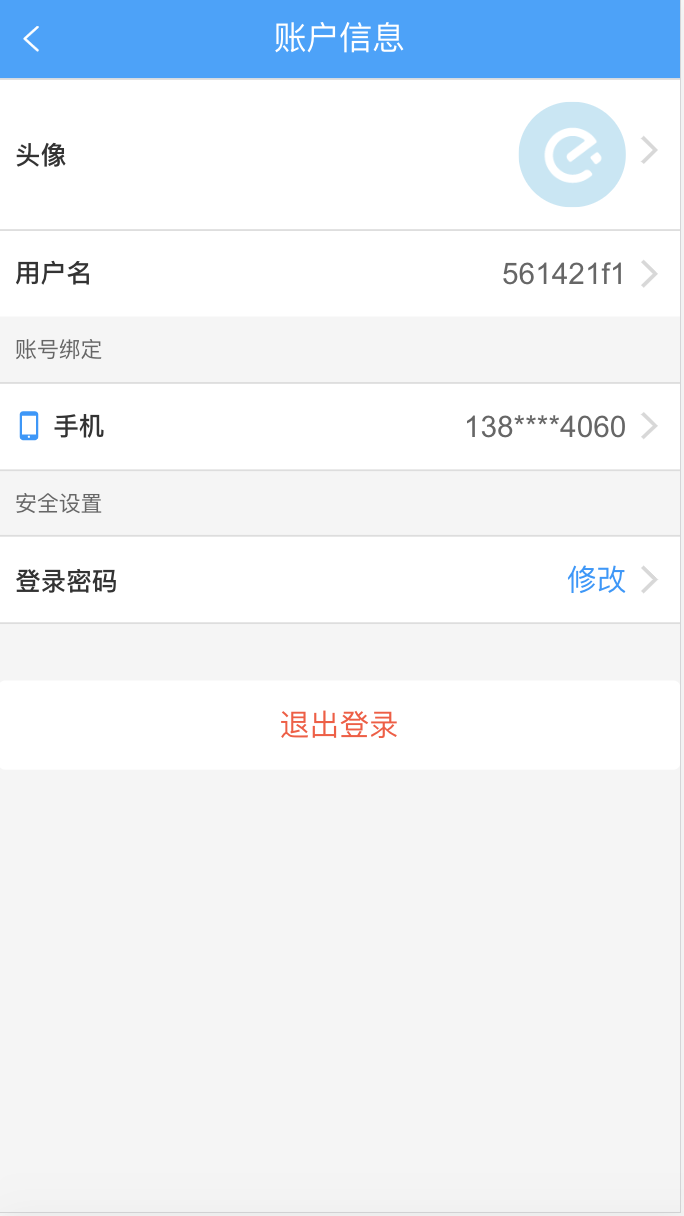 账户信息
头像
用户名 561421f1
账号绑定
手机 138****4060
安全设置
登录密码 修改
退出登录